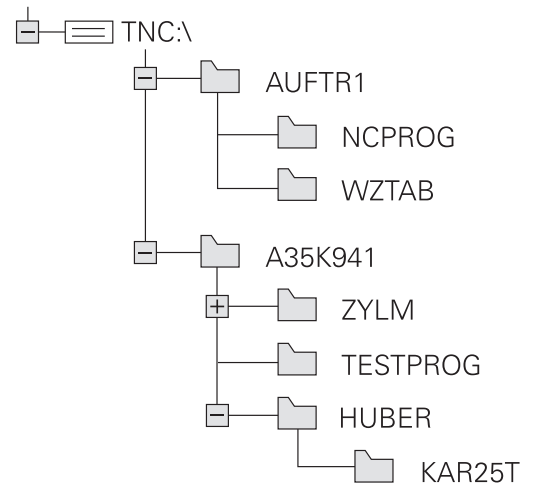 TNC:\
AUFTR1
NCPROG
WZTAB
A35K941
ZYLM
TESTPROG
HUBER
KAR25T